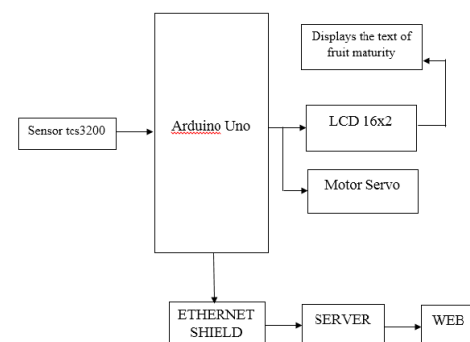 Displays the text of
fruit maturity
Sensor tcs3200
Arduino Uno
LCD 16x2
Motor Servo
ETHERNET
SHIELD
SERVER
WEB